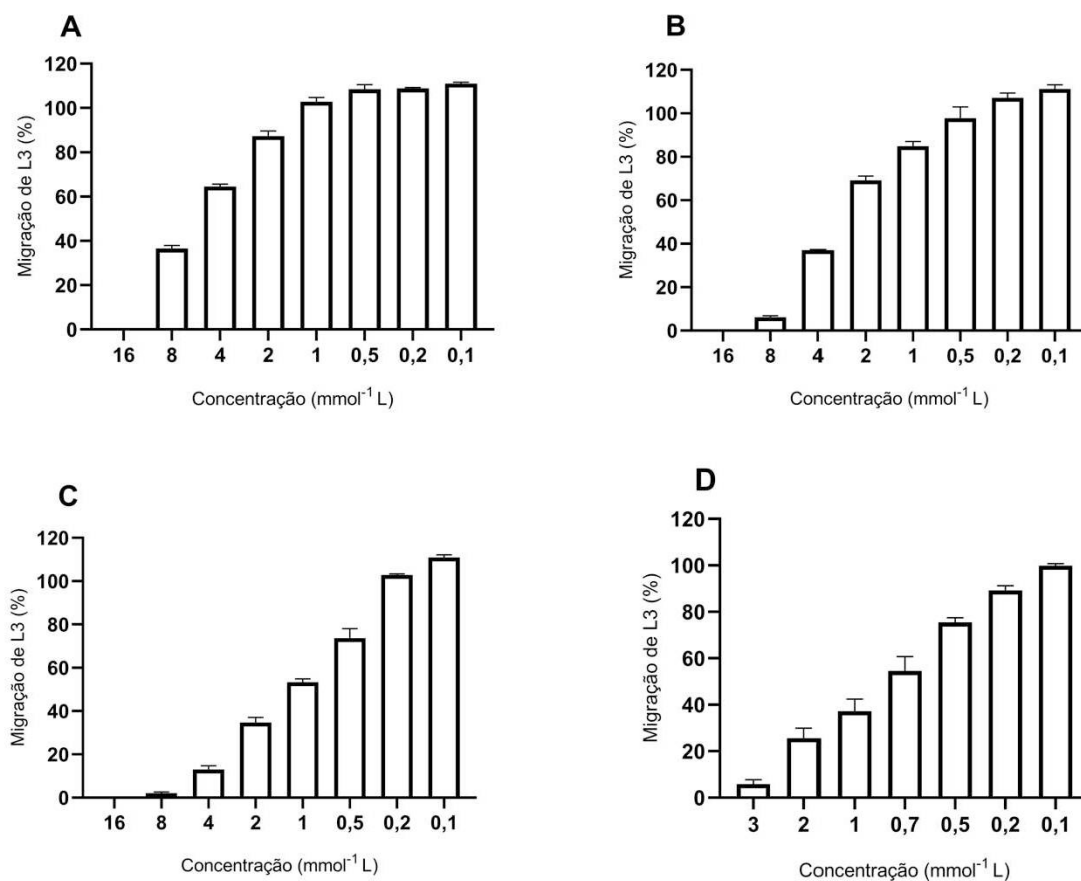 A
Migração de L3 (%)
120
100
80
60
40
20
0
16 8 4 2 1 0,5 0,2 0,1
Concentração (mmol⁻¹ L)
B
Migração de L3 (%)
120
100
80
60
40
20
0
16 8 4 2 1 0,5 0,2 0,1
Concentração (mmol⁻¹ L)
C
Migração de L3 (%)
120
100
80
60
40
20
0
16 8 4 2 1 0,5 0,2 0,1
Concentração (mmol⁻¹ L)
D
Migração de L3 (%)
120
100
80
60
40
20
0
3 2 1 0,7 0,5 0,2 0,1
Concentração (mmol⁻¹ L)